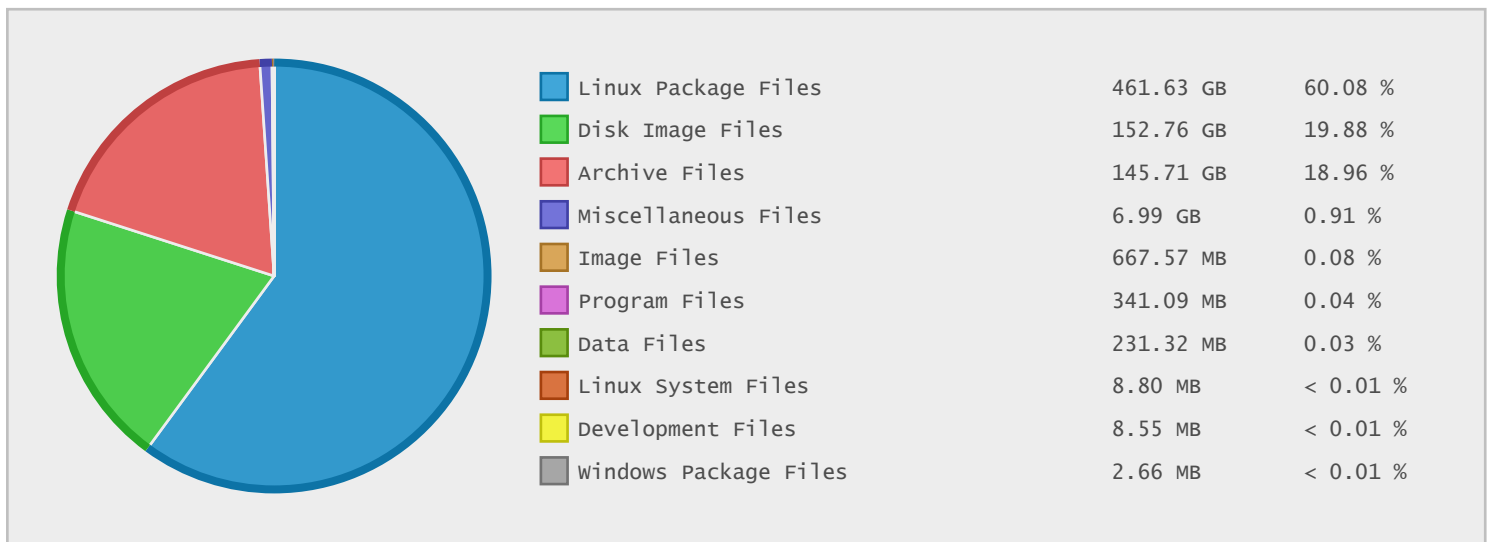 Linux Package Files 461.63 GB 60.08 %
Disk Image Files 152.76 GB 19.88 %
Archive Files 145.71 GB 18.96 %
Miscellaneous Files 6.99 GB 0.91 %
Image Files 667.57 MB 0.08 %
Program Files 341.09 MB 0.04 %
Data Files 231.32 MB 0.03 %
Linux System Files 8.80 MB < 0.01 %
Development Files 8.55 MB < 0.01 %
Windows Package Files 2.66 MB < 0.01 %